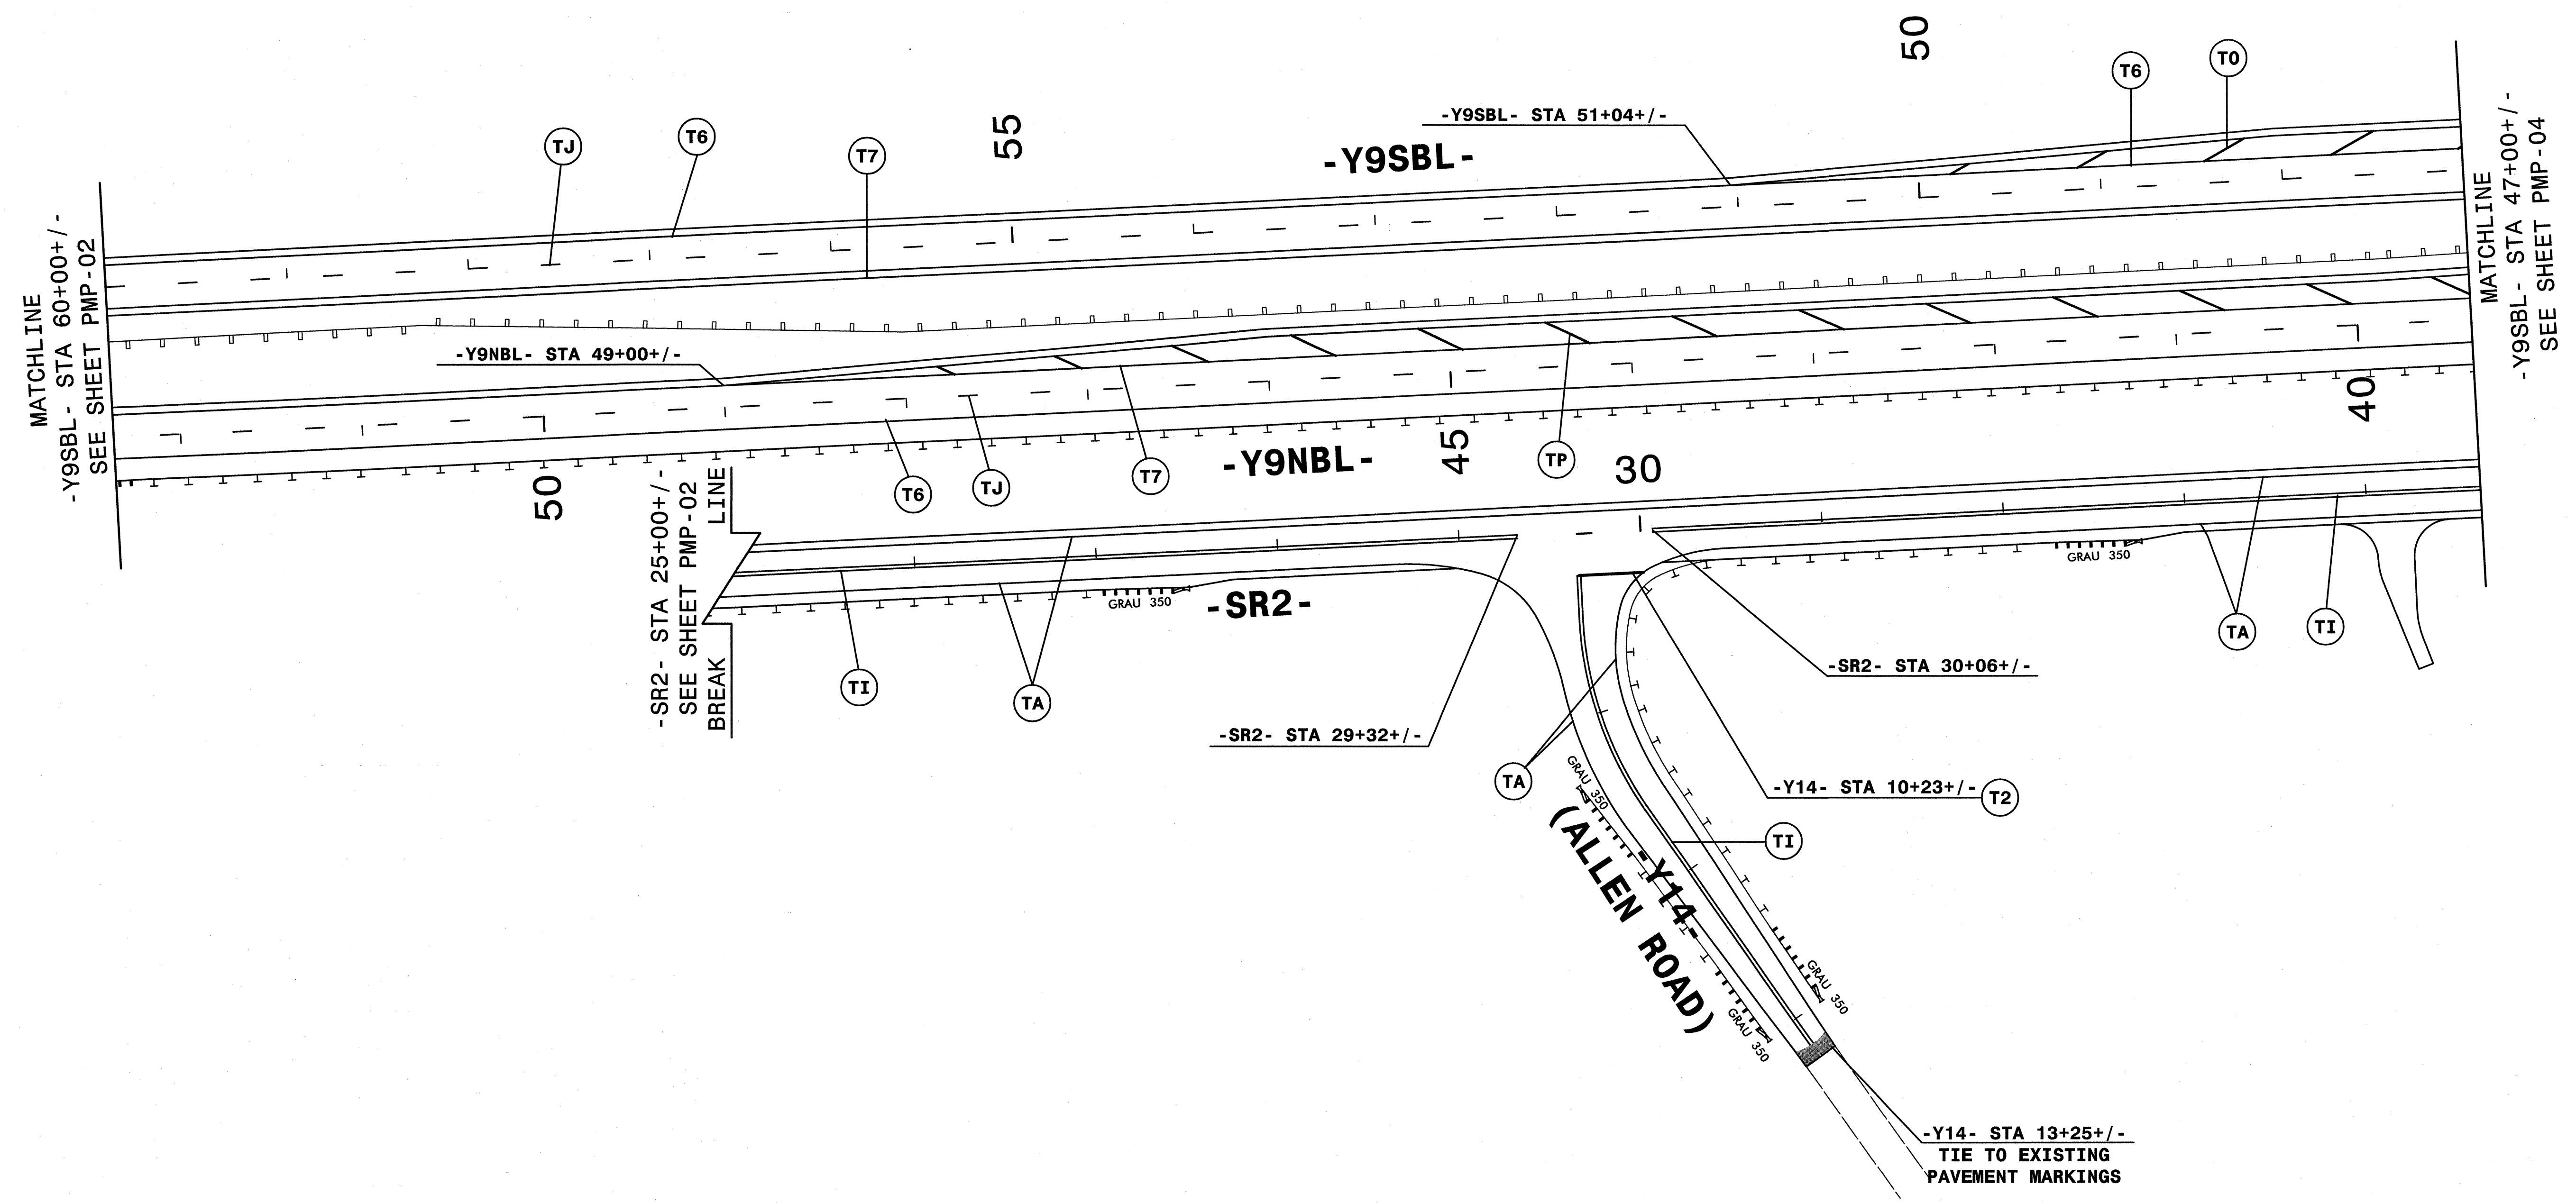 50
T6
T0
-Y9SBL- STA 51+04+/-
55
-Y9SBL-
TJ
T6
T7
MATCHLINE
-Y9SBL- STA 60+00+/-
SEE SHEET PMP-02
MATCHLINE
-Y9SBL- STA 47+00+/-
SEE SHEET PMP-04
-Y9NBL- STA 49+00+/-
50
T6
TJ
T7
-Y9NBL-
45
TP
30
40
-SR2- STA 25+00+/-
SEE SHEET PMP-02
BREAK LINE
GRAU 350
-SR2-
GRAU 350
TI
TA
TA
TI
-SR2- STA 30+06+/-
-SR2- STA 29+32+/-
TA
-Y14- STA 10+23+/-
T2
TI
GRAU 350
-Y14-
(ALLEN ROAD)
GRAU 350
GRAU 350
-Y14- STA 13+25+/-
TIE TO EXISTING
PAVEMENT MARKINGS